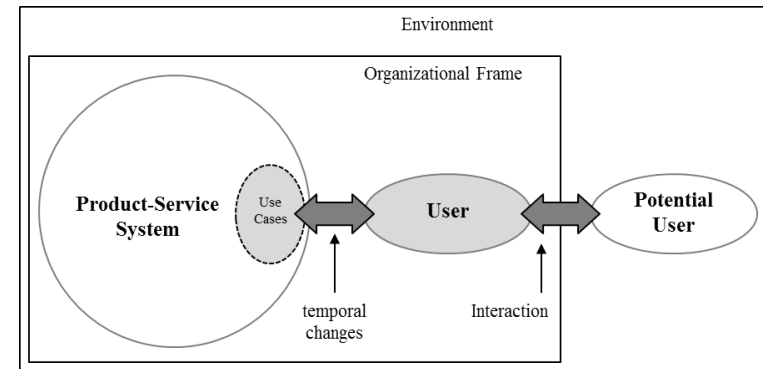 Environment
Organizational Frame
Product-Service
System
Use
Cases
User
Potential
User
temporal
changes
Interaction